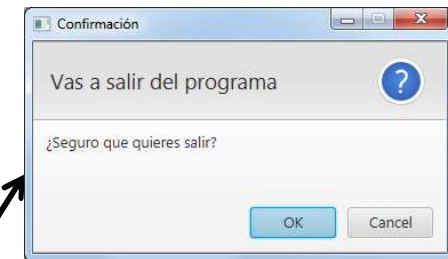 Confirmación
Vas a salir del programa
?
¿Seguro que quieres salir?
OK Cancel